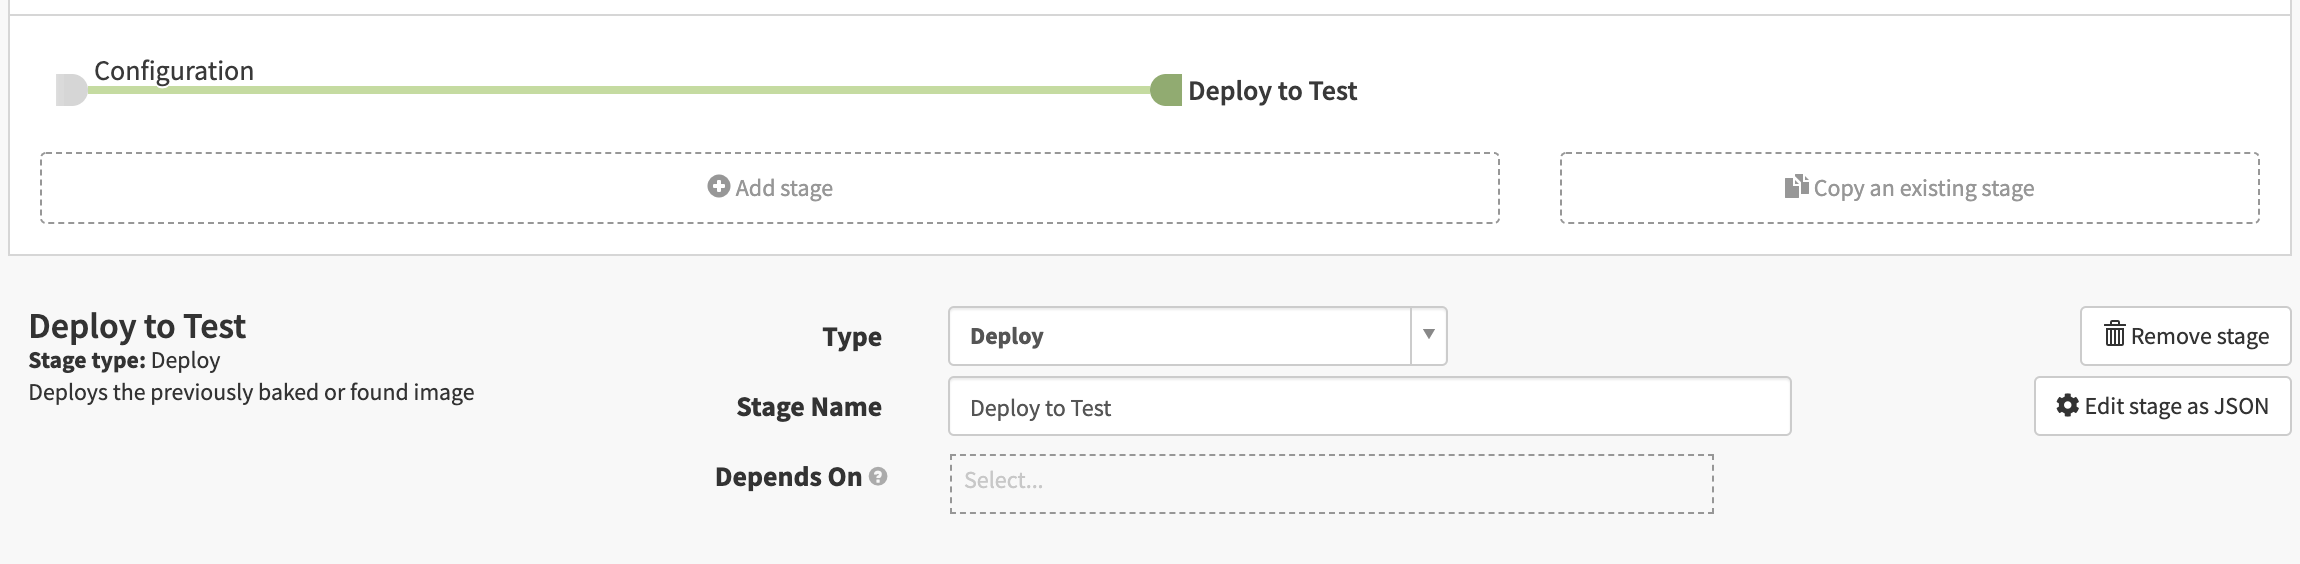 Configuration
Deploy to Test
Add stage
Copy an existing stage
Deploy to Test
Stage type: Deploy
Deploys the previously baked or found image
Type
Deploy
Remove stage
Stage Name
Deploy to Test
Edit stage as JSON
Depends On
Select...